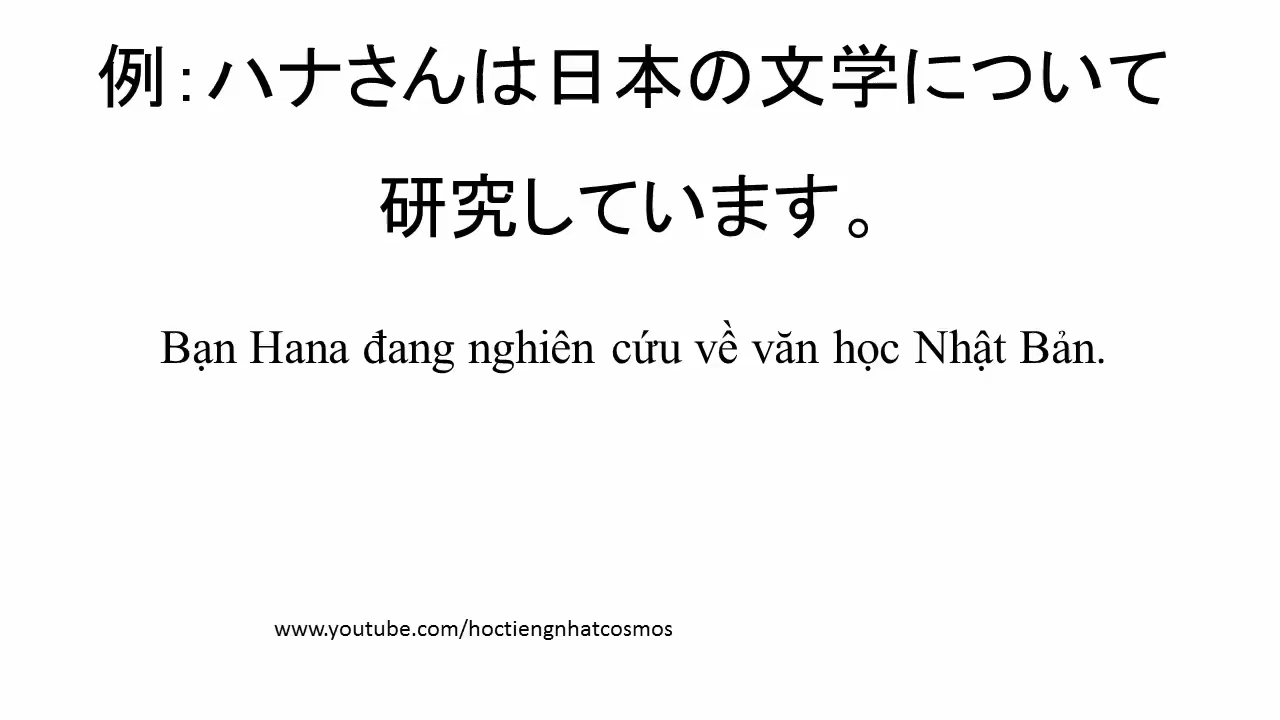 例：ハナさんは日本の文学について
研究しています。
Bạn Hana đang nghiên cứu về văn học Nhật Bản.
www.youtube.com/hoctiengnhatcosmos